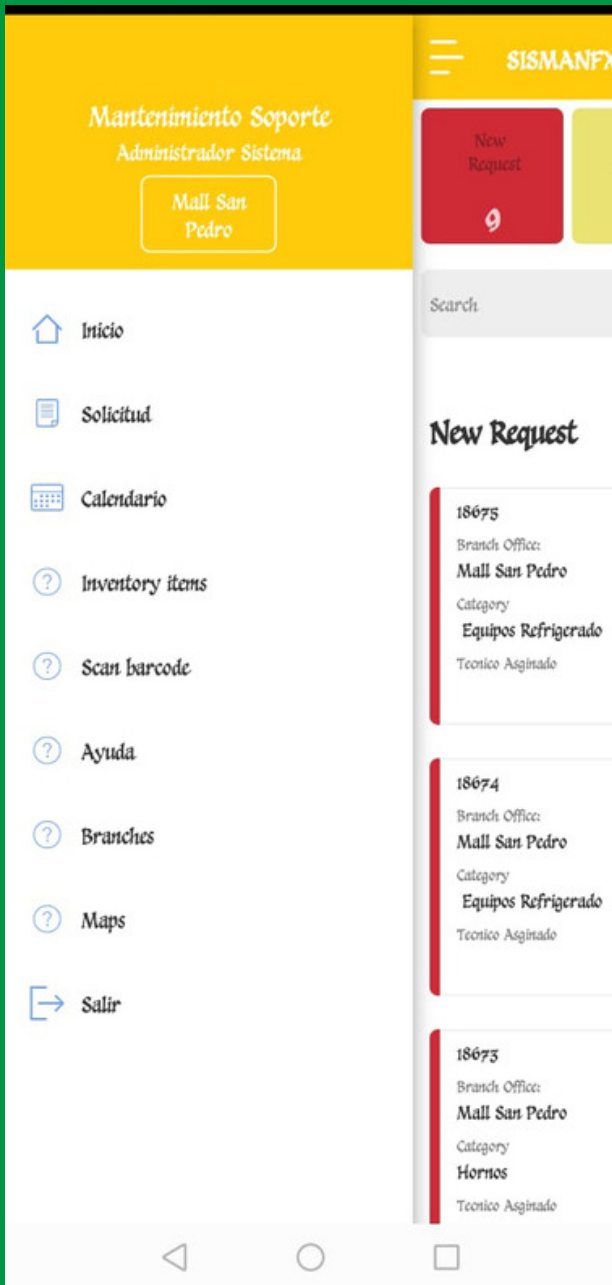 Mantenimiento Soporte
Administrador Sistema
Mall San
Pedro
Inicio
Solicitud
Calendario
Inventory items
Scan barcode
Ayuda
Branches
Maps
Salir
SISMANFX
New
Request
9
Search
New Request
18675
Branch Office:
Mall San Pedro
Category
Equipos Refrigerado
Tecnico Asginado
18674
Branch Office:
Mall San Pedro
Category
Equipos Refrigerado
Tecnico Asginado
18673
Branch Office:
Mall San Pedro
Category
Hornos
Tecnico Asginado